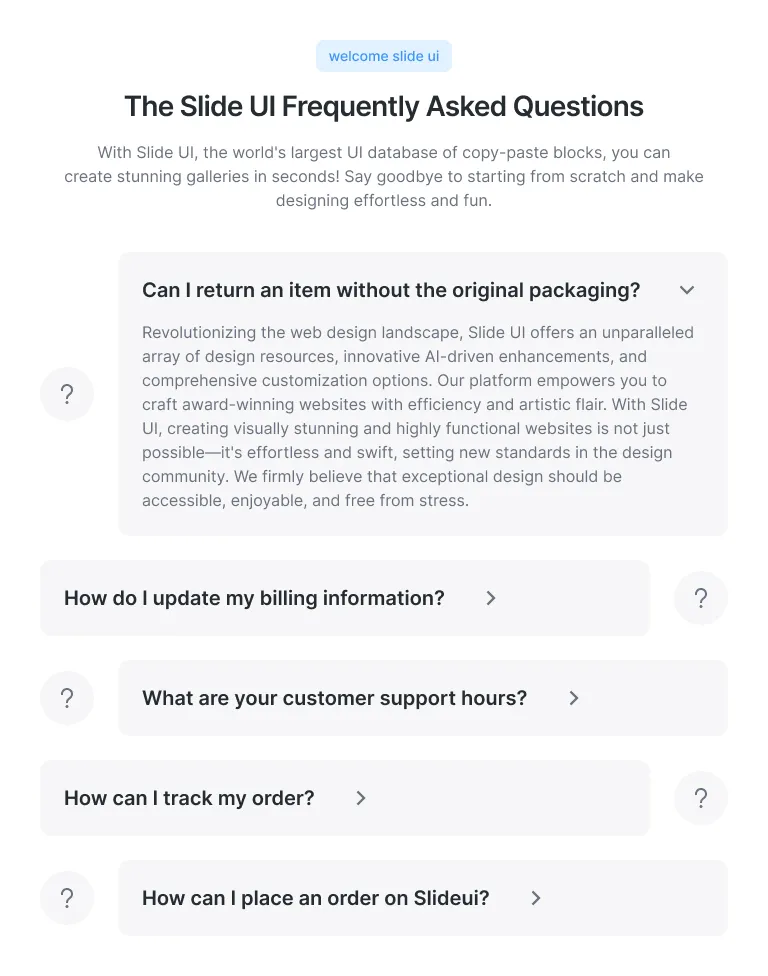 welcome slide ui
The Slide UI Frequently Asked Questions
With Slide UI, the world's largest UI database of copy-paste blocks, you can
create stunning galleries in seconds! Say goodbye to starting from scratch and make
designing effortless and fun.
Can I return an item without the original packaging?
Revolutionizing the web design landscape, Slide UI offers an unparalleled
array of design resources, innovative AI-driven enhancements, and
?
comprehensive customization options. Our platform empowers you to
craft award-winning websites with efficiency and artistic flair. With Slide
UI, creating visually stunning and highly functional websites is not just
possible—it's effortless and swift, setting new standards in the design
community. We firmly believe that exceptional design should be
accessible, enjoyable, and free from stress.
How do I update my billing information?
?
?
What are your customer support hours?
How can I track my order?
?
?
How can I place an order on Slideui?